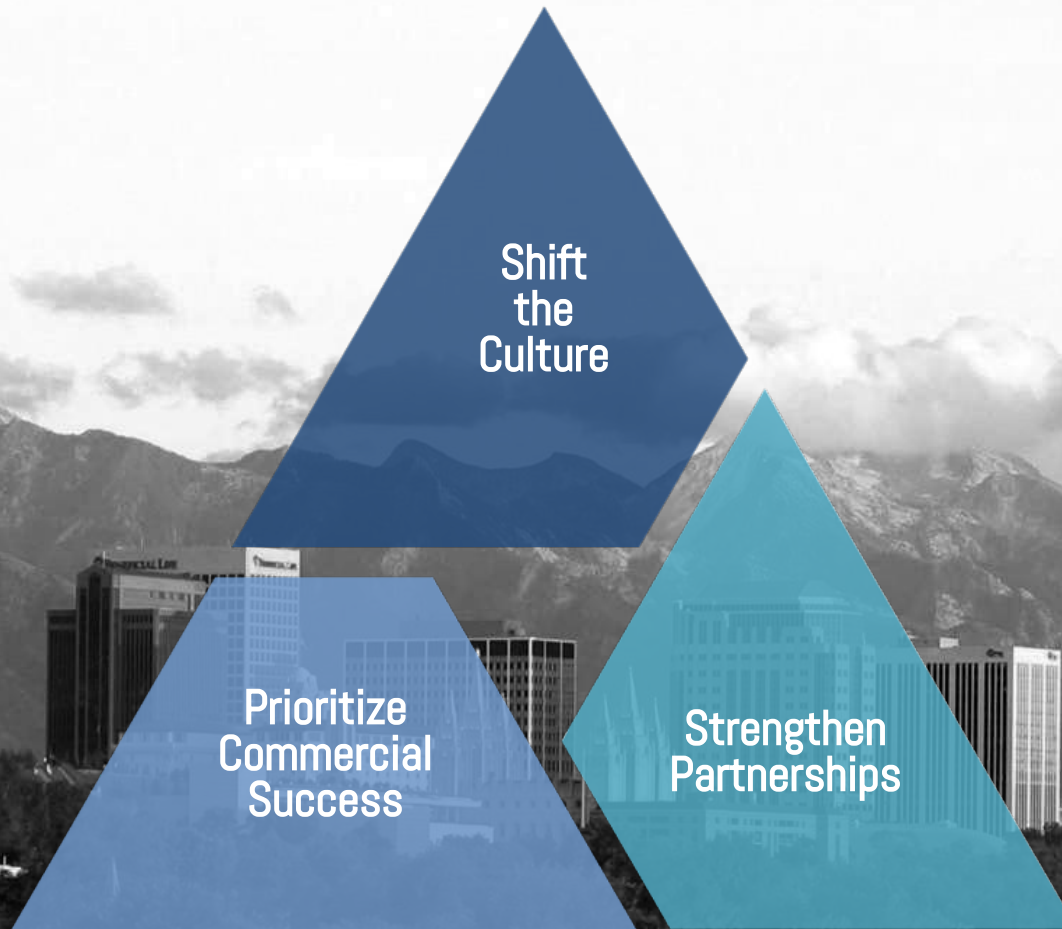 Shift
the
Culture
Prioritize
Commercial
Success
Strengthen
Partnerships